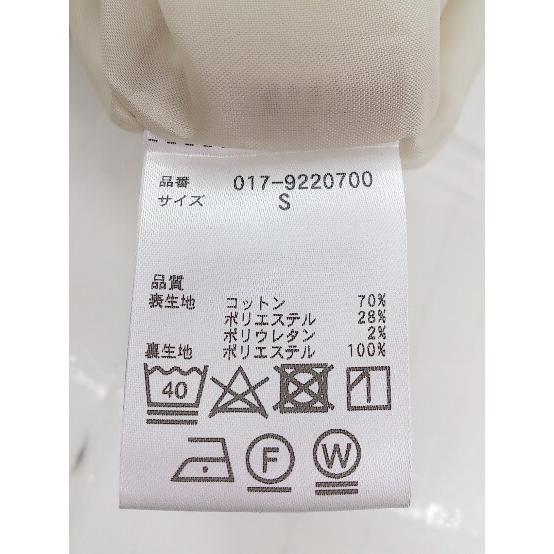 品番 017-9220700
サイズ S
品質
表生地 コットン 70%
ポリエステル 28%
ポリウレタン 2%
裏生地 ポリエステル 100%
40
F W